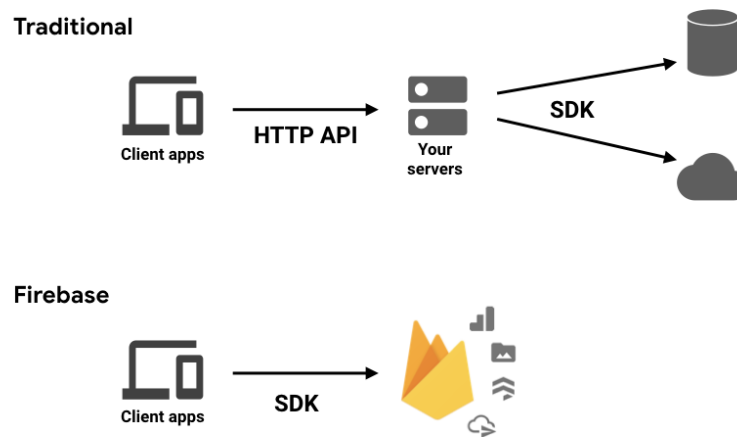 Traditional
Client apps
HTTP API
Your
servers
SDK
Firebase
Client apps
SDK